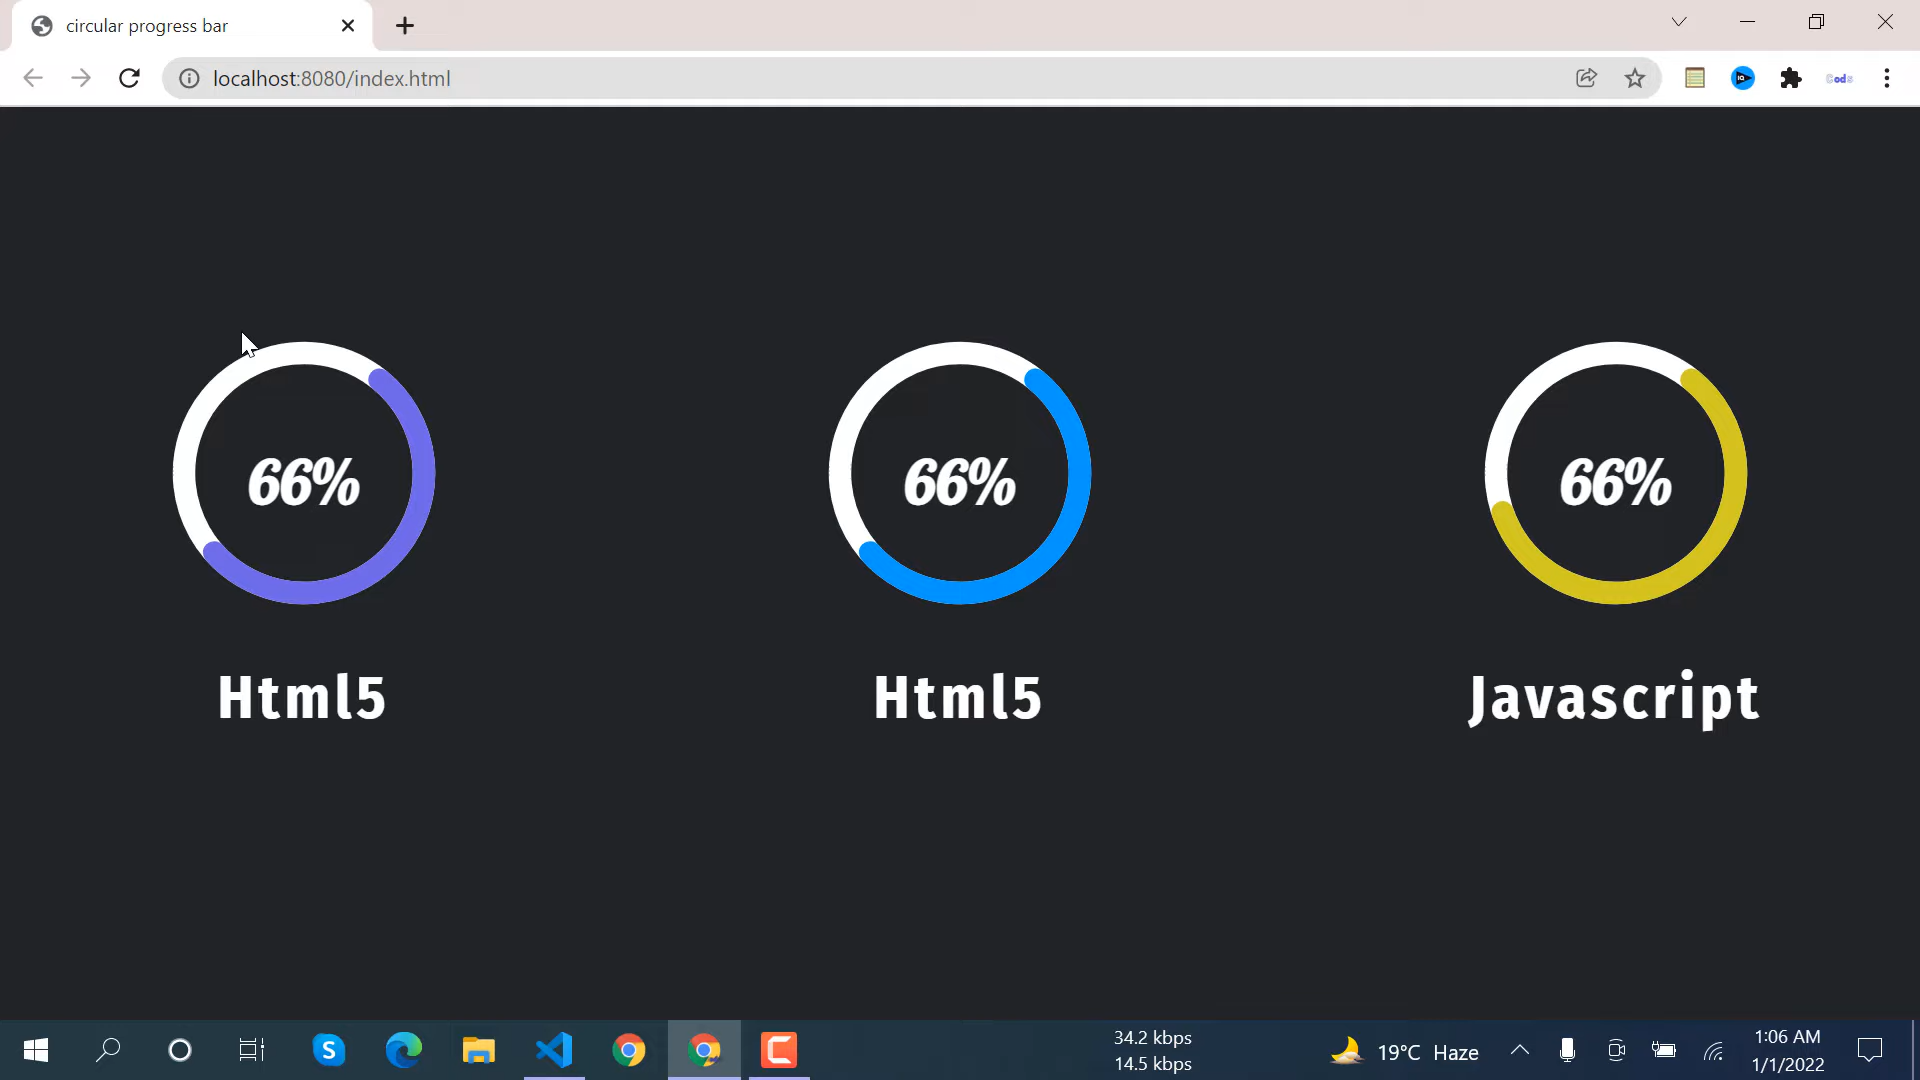 circular progress bar
localhost:8080/index.html
Code
66%
66%
66%
Html5
Html5
Javascript
34.2 kbps
14.5 kbps
19°C Haze
1:06 AM
1/1/2022